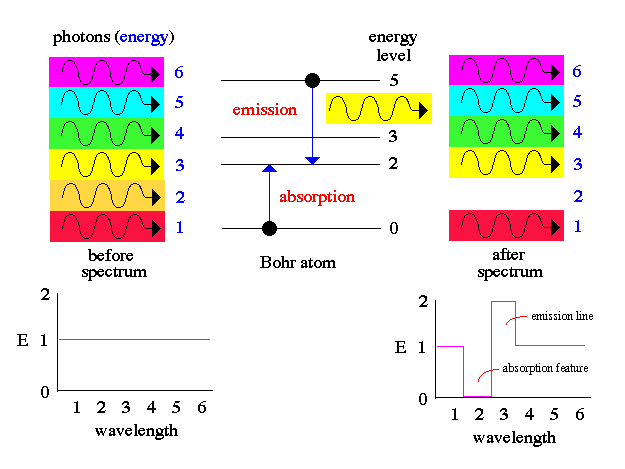 photons (energy)
6
5
4
3
2
1
before
spectrum
energy
level
5
emission
3
2
absorption
0
Bohr atom
6
5
4
3
2
1
after
spectrum
2
E 1
0
1 2 3 4 5 6
wavelength
2
emission line
E 1
absorption feature
0
1 2 3 4 5 6
wavelength